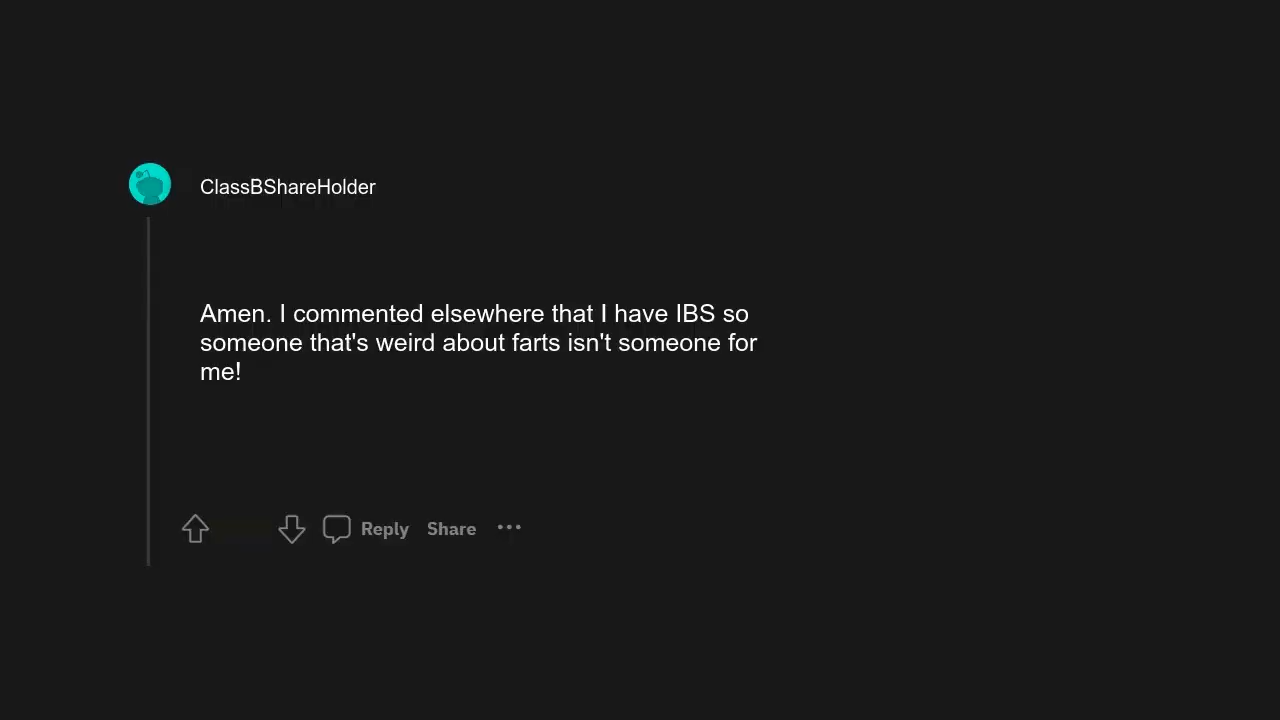 ClassBShareHolder
Amen. I commented elsewhere that I have IBS so
someone that's weird about farts isn't someone for
me!
Reply Share